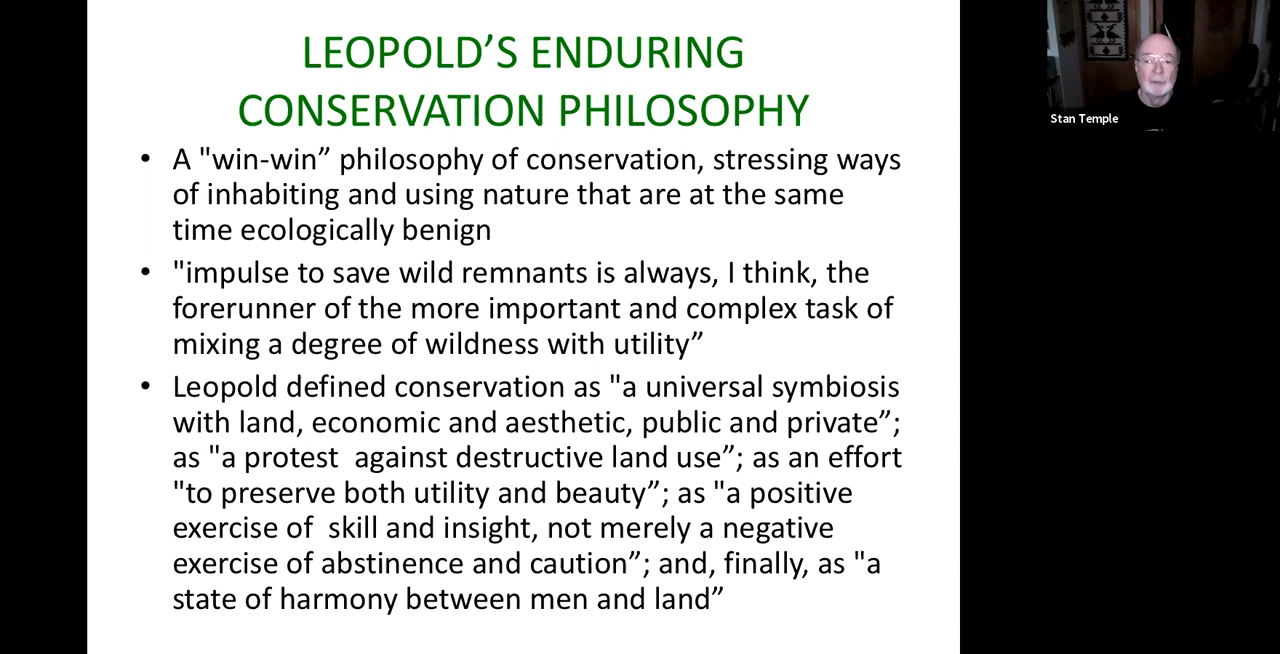 LEOPOLD’S ENDURING
CONSERVATION PHILOSOPHY
• A "win-win” philosophy of conservation, stressing ways
of inhabiting and using nature that are at the same
time ecologically benign
• "impulse to save wild remnants is always, I think, the
forerunner of the more important and complex task of
mixing a degree of wildness with utility”
• Leopold defined conservation as "a universal symbiosis
with land, economic and aesthetic, public and private”;
as "a protest  against destructive land use”; as an effort
"to preserve both utility and beauty”; as "a positive
exercise of  skill and insight, not merely a negative
exercise of abstinence and caution”; and, finally, as "a
state of harmony between men and land”
Stan Temple